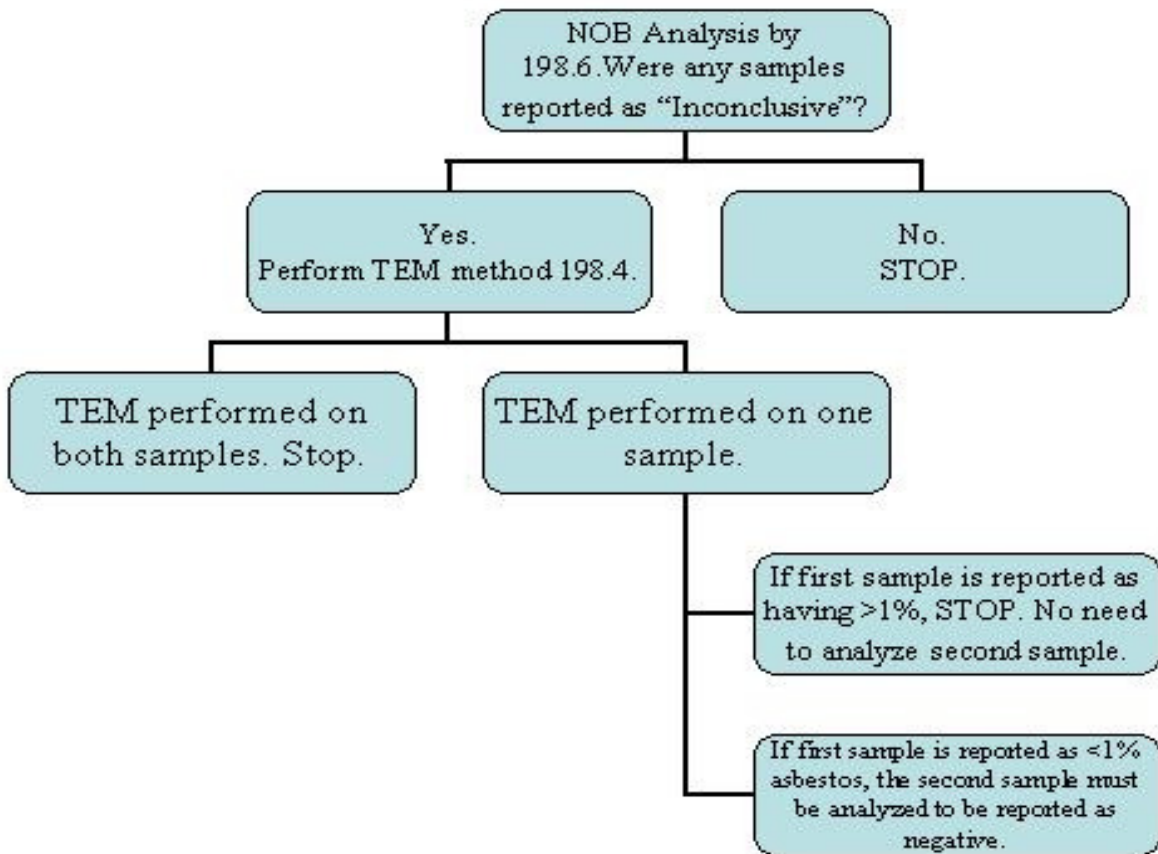 NOB Analysis by
198.6.Were any samples
reported as “Inconclusive”?
Yes.
Perform TEM method 198.4.
No.
STOP.
TEM performed on
both samples. Stop.
TEM performed on one
sample.
If first sample is reported as
having >1%, STOP. No need
to analyze second sample.
If first sample is reported as <1%
asbestos, the second sample must
be analyzed to be reported as
negative.